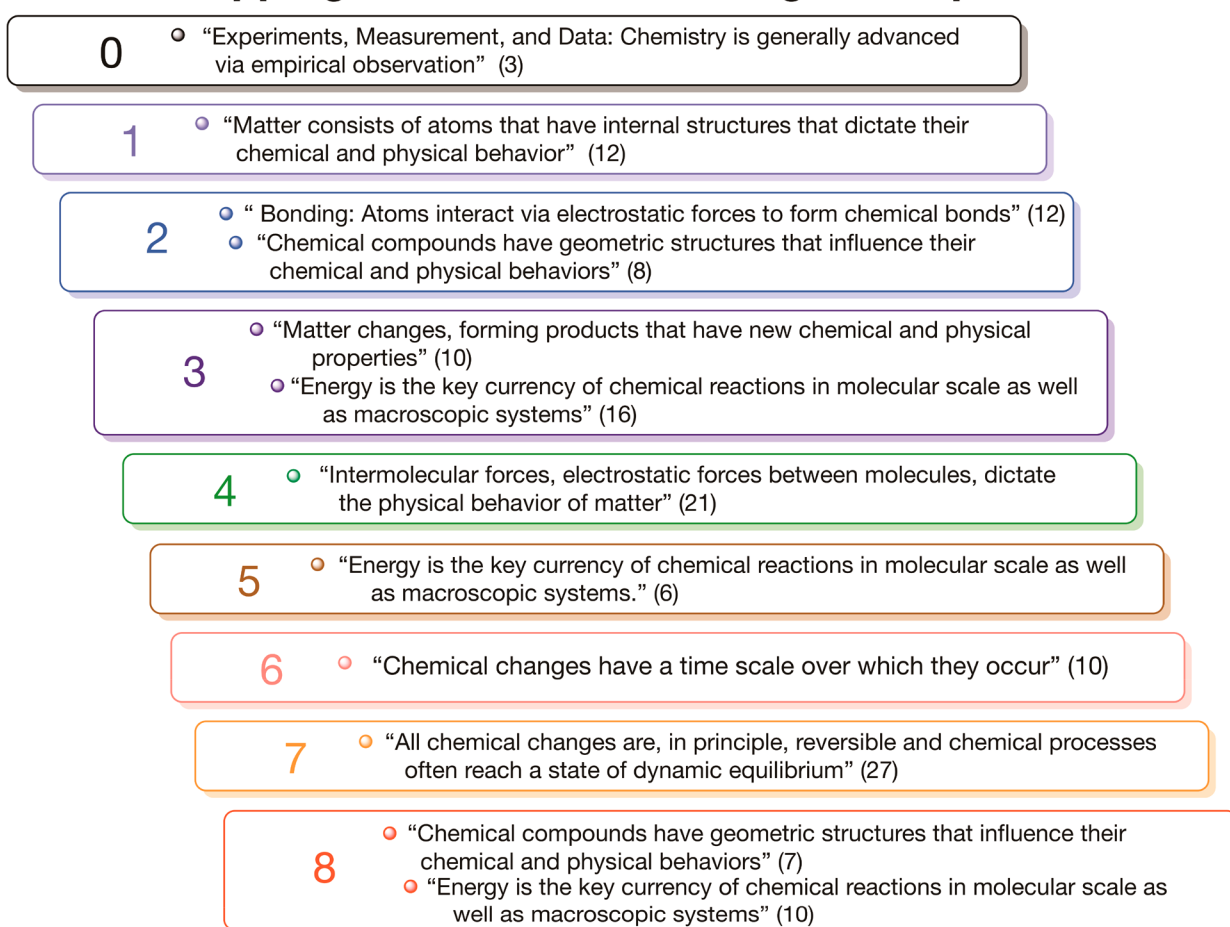 0
“Experiments, Measurement, and Data: Chemistry is generally advanced
via empirical observation” (3)
1
“Matter consists of atoms that have internal structures that dictate their
chemical and physical behavior” (12)
2
“ Bonding: Atoms interact via electrostatic forces to form chemical bonds” (12)
“Chemical compounds have geometric structures that influence their
chemical and physical behaviors” (8)
3
“Matter changes, forming products that have new chemical and physical
properties” (10)
“Energy is the key currency of chemical reactions in molecular scale as well
as macroscopic systems” (16)
4
“Intermolecular forces, electrostatic forces between molecules, dictate
the physical behavior of matter” (21)
5
“Energy is the key currency of chemical reactions in molecular scale as well
as macroscopic systems.” (6)
6
“Chemical changes have a time scale over which they occur” (10)
7
“All chemical changes are, in principle, reversible and chemical processes
often reach a state of dynamic equilibrium” (27)
8
“Chemical compounds have geometric structures that influence their
chemical and physical behaviors” (7)
“Energy is the key currency of chemical reactions in molecular scale as
well as macroscopic systems” (10)